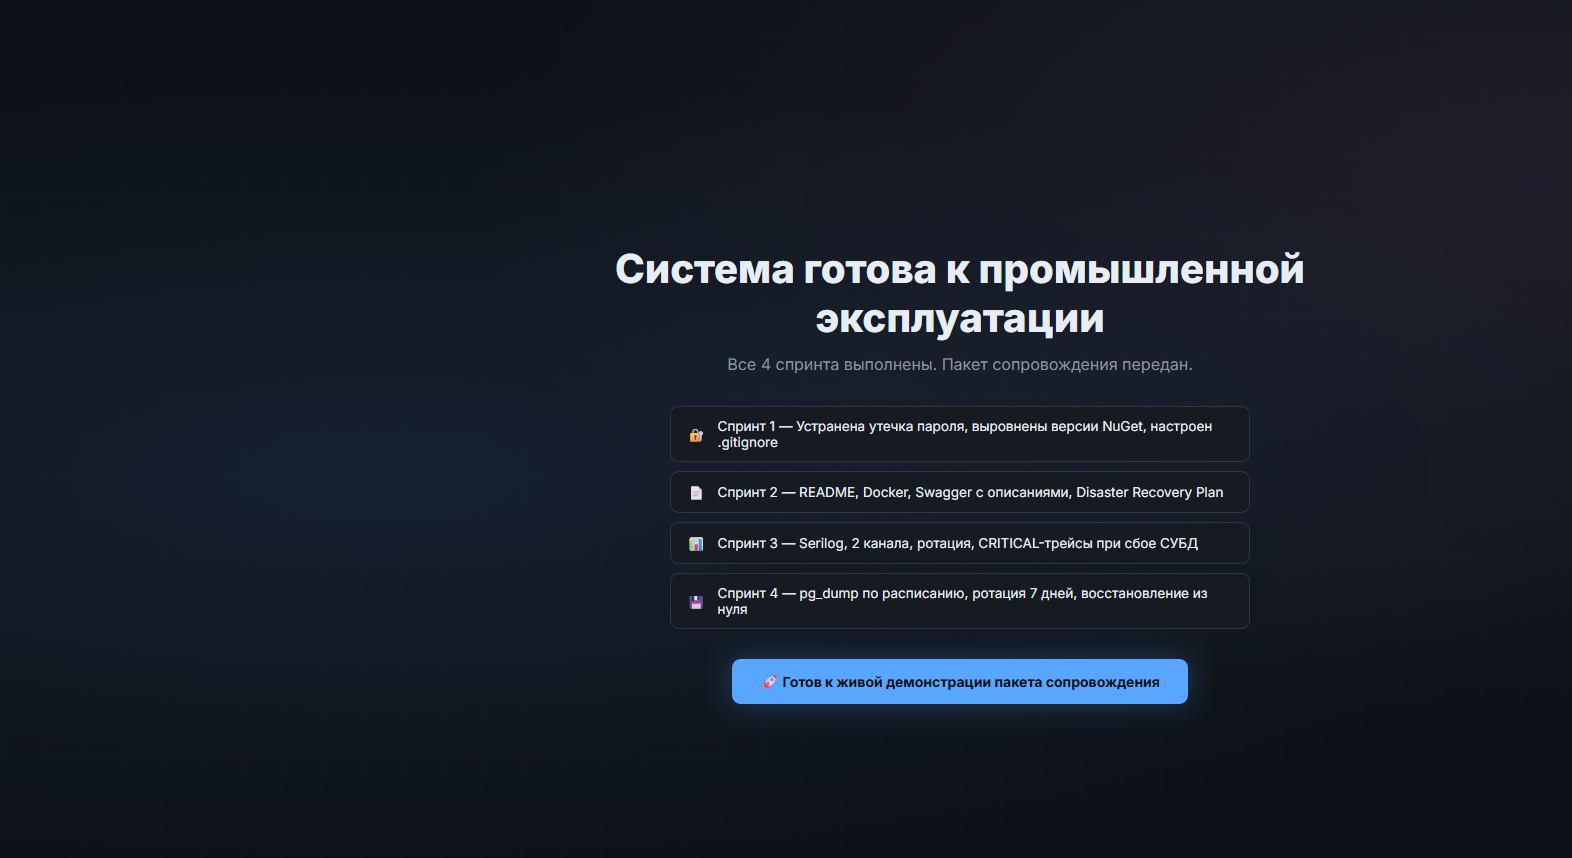 Система готова к промышленной
эксплуатации
Все 4 спринта выполнены. Пакет сопровождения передан.
Спринт 1 — Устранена утечка пароля, выровнены версии NuGet, настроен
.gitignore
Спринт 2 — README, Docker, Swagger с описаниями, Disaster Recovery Plan
Спринт 3 — Serilog, 2 канала, ротация, CRITICAL-трейсы при сбое СУБД
Спринт 4 — pg_dump по расписанию, ротация 7 дней, восстановление из
нуля
🚀 Готов к живой демонстрации пакета сопровождения